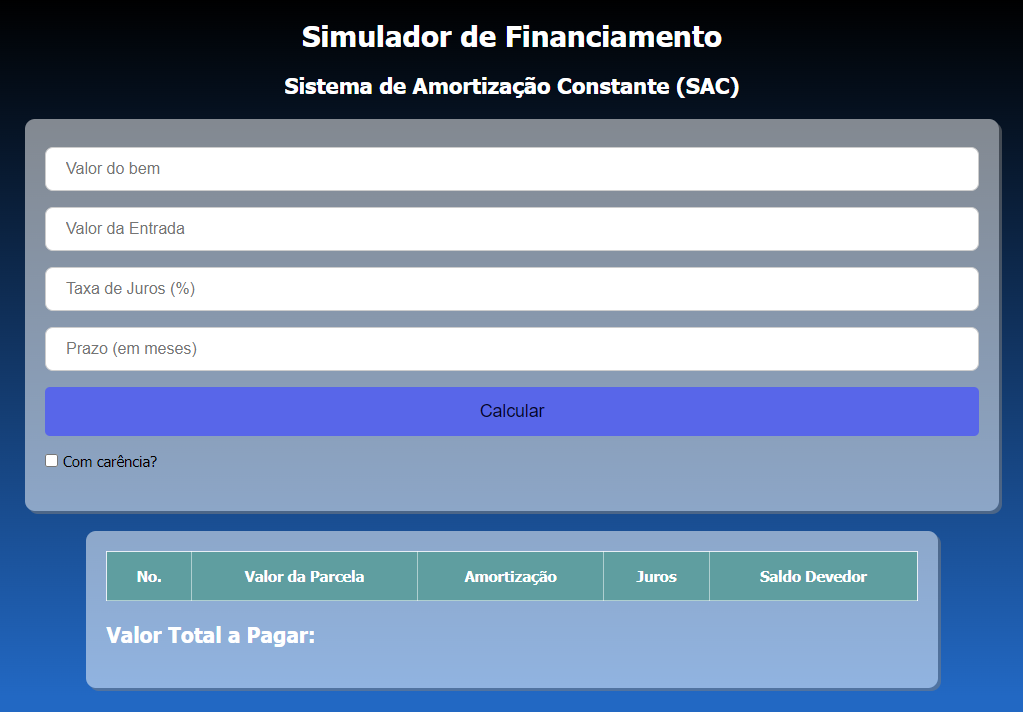 Simulador de Financiamento
Sistema de Amortização Constante (SAC)
Valor do bem
Valor da Entrada
Taxa de Juros (%)
Prazo (em meses)
Calcular
Com carência?
No. Valor da Parcela Amortização Juros Saldo Devedor
Valor Total a Pagar: